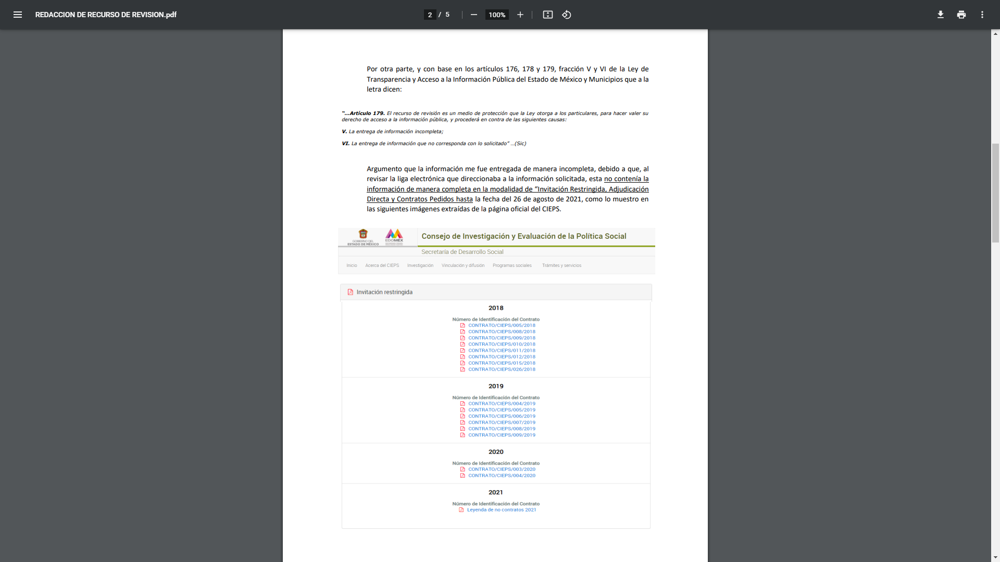 REDACCION DE RECURSO DE REVISION.pdf
2 / 5
100%
Por otra parte, y con base en los artículos 176, 178 y 179, fracción V y VI de la Ley de
Transparencia y Acceso a la Información Pública del Estado de México y Municipios que a la
letra dicen:
"...Artículo 179. El recurso de revisión es un medio de protección que la Ley otorga a los particulares, para hacer valer su
derecho de acceso a la información pública, y procederá en contra de las siguientes causas:
V. La entrega de información incompleta;
VI. La entrega de información que no corresponda con lo solicitado" ...(Sic)
Argumento que la información me fue entregada de manera incompleta, debido a que, al
revisar la liga electrónica que direccionaba a la información solicitada, esta no contenía la
información de manera completa en la modalidad de “Invitación Restringida, Adjudicación
Directa y Contratos Pedidos hasta la fecha del 26 de agosto de 2021, como lo muestro en
las siguientes imágenes extraídas de la página oficial del CIEPS.
GOBIERNO DEL
ESTADO DE MÉXICO
EDOMÉX
Consejo de Investigación y Evaluación de la Política Social
Secretaría de Desarrollo Social
Inicio Acerca del CIEPS Investigación Vinculación y difusión Programas sociales Trámites y servicios
Invitación restringida
2018
Número de Identificación del Contrato
CONTRATO/CIEPS/005/2018
CONTRATO/CIEPS/008/2018
CONTRATO/CIEPS/009/2018
CONTRATO/CIEPS/010/2018
CONTRATO/CIEPS/011/2018
CONTRATO/CIEPS/012/2018
CONTRATO/CIEPS/015/2018
CONTRATO/CIEPS/026/2018
2019
Número de Identificación del Contrato
CONTRATO/CIEPS/004/2019
CONTRATO/CIEPS/005/2019
CONTRATO/CIEPS/006/2019
CONTRATO/CIEPS/007/2019
CONTRATO/CIEPS/008/2019
CONTRATO/CIEPS/009/2019
2020
Número de Identificación del Contrato
CONTRATO/CIEPS/003/2020
CONTRATO/CIEPS/004/2020
2021
Número de Identificación del Contrato
Leyenda de no contratos 2021